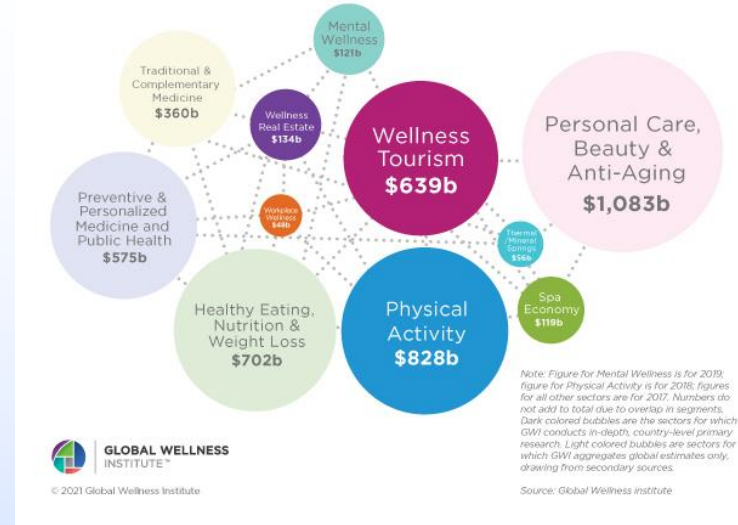 Mental
Wellness
$121b
Traditional &
Complementary
Medicine
$360b
Wellness
Real Estate
$134b
Wellness
Tourism
$639b
Personal Care,
Beauty &
Anti-Aging
$1,083b
Preventive &
Personalized
Medicine and
Public Health
$575b
Workplace
Wellness
$48b
Thermal
/Mineral
Springs
$56b
Healthy Eating,
Nutrition &
Weight Loss
$702b
Physical
Activity
$828b
Spa
Economy
$119b
Note: Figure for Mental Wellness is for 2019;
figure for Physical Activity is for 2018; figures
for all other sectors are for 2017. Numbers do
not add to total due to overlap in segments.
Dark colored bubbles are the sectors for which
GWI conducts in-depth, country-level primary
research. Light colored bubbles are sectors for
which GWI aggregates global estimates only,
drawing from secondary sources.
Source: Global Wellness institute
GLOBAL WELLNESS
INSTITUTE™
© 2021 Global Wellness Institute